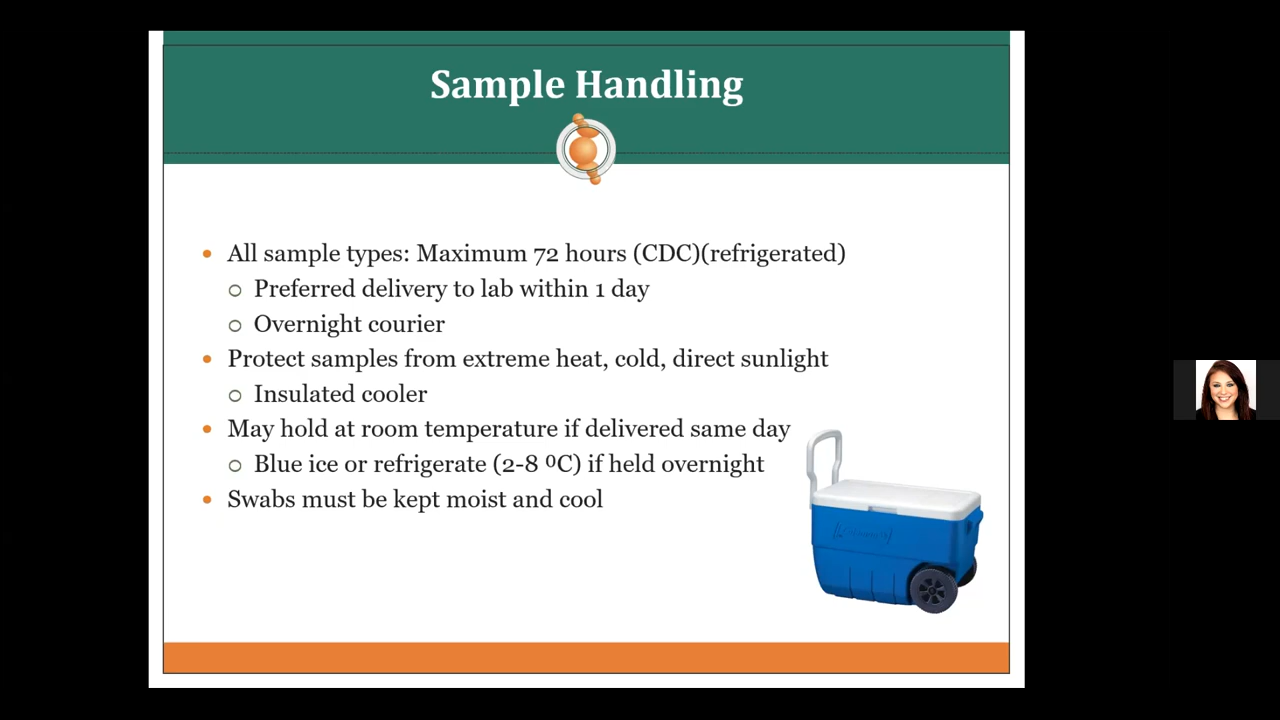 Sample Handling
All sample types: Maximum 72 hours (CDC)(refrigerated)
Preferred delivery to lab within 1 day
Overnight courier
Protect samples from extreme heat, cold, direct sunlight
Insulated cooler
May hold at room temperature if delivered same day
Blue ice or refrigerate (2-8 ºC) if held overnight
Swabs must be kept moist and cool